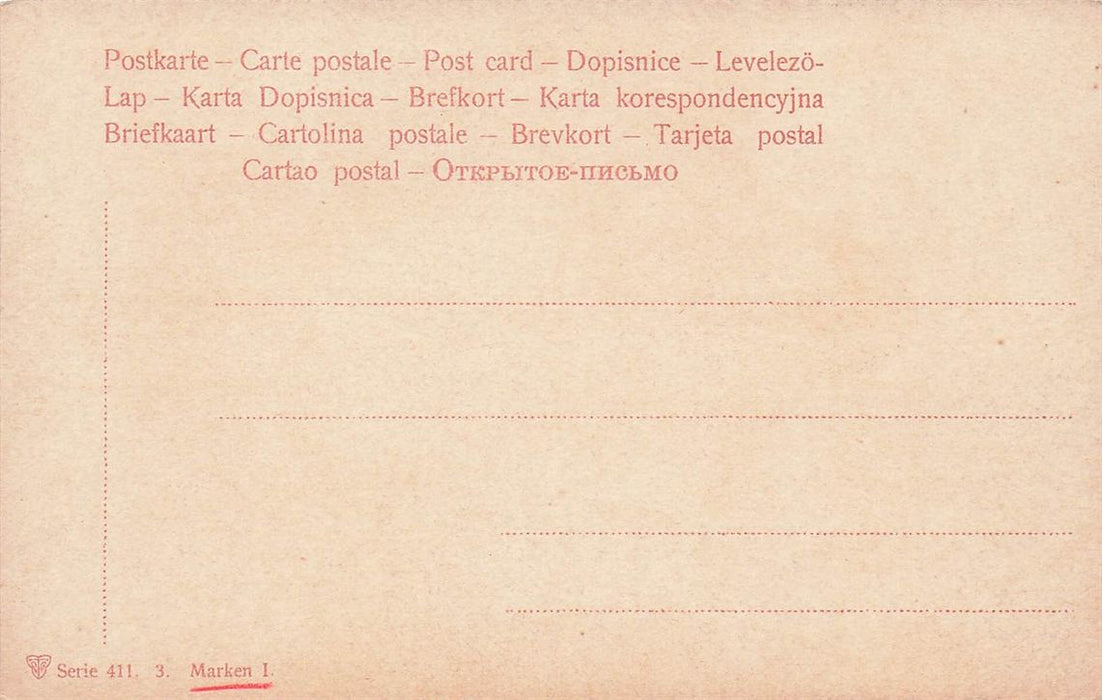 Postkarte – Carte postale – Post card – Dopisnice – Levelezö-
Lap – Karta Dopisnica – Brefkort – Karta korespondencyjna
Briefkaart – Cartolina postale – Brevkort – Tarjeta postal
Cartao postal – Открытое-письмо
Serie 411. 3. Marken I.